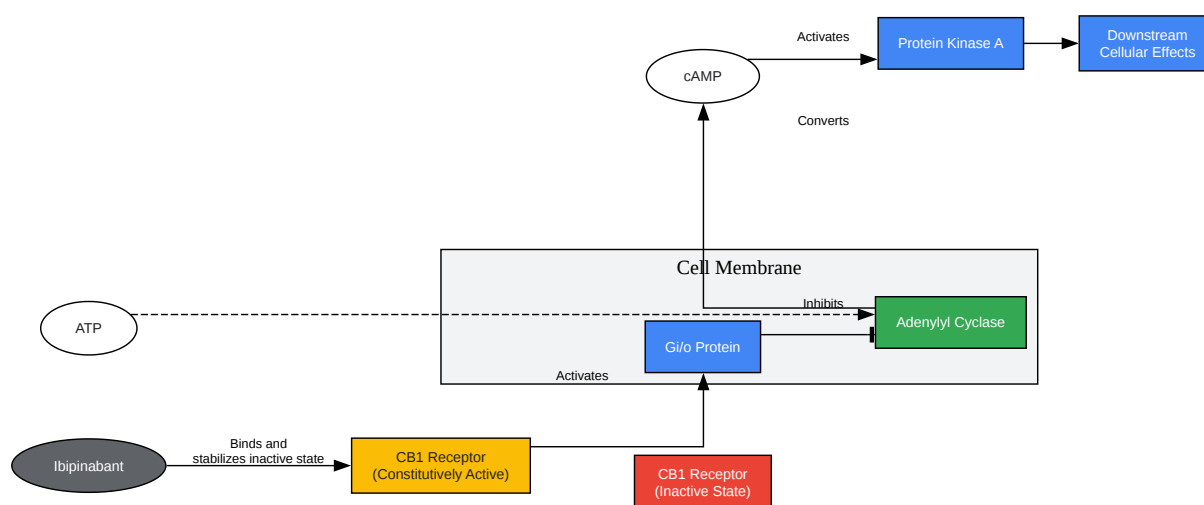 Activates
Protein Kinase A
Downstream
Cellular Effects
cAMP
Converts
Cell Membrane
Inhibits
ATP
Adenylyl Cyclase
Gi/o Protein
Activates
Binds and
stabilizes inactive state
Ibipinabant
CB1 Receptor
(Constitutively Active)
CB1 Receptor
(Inactive State)